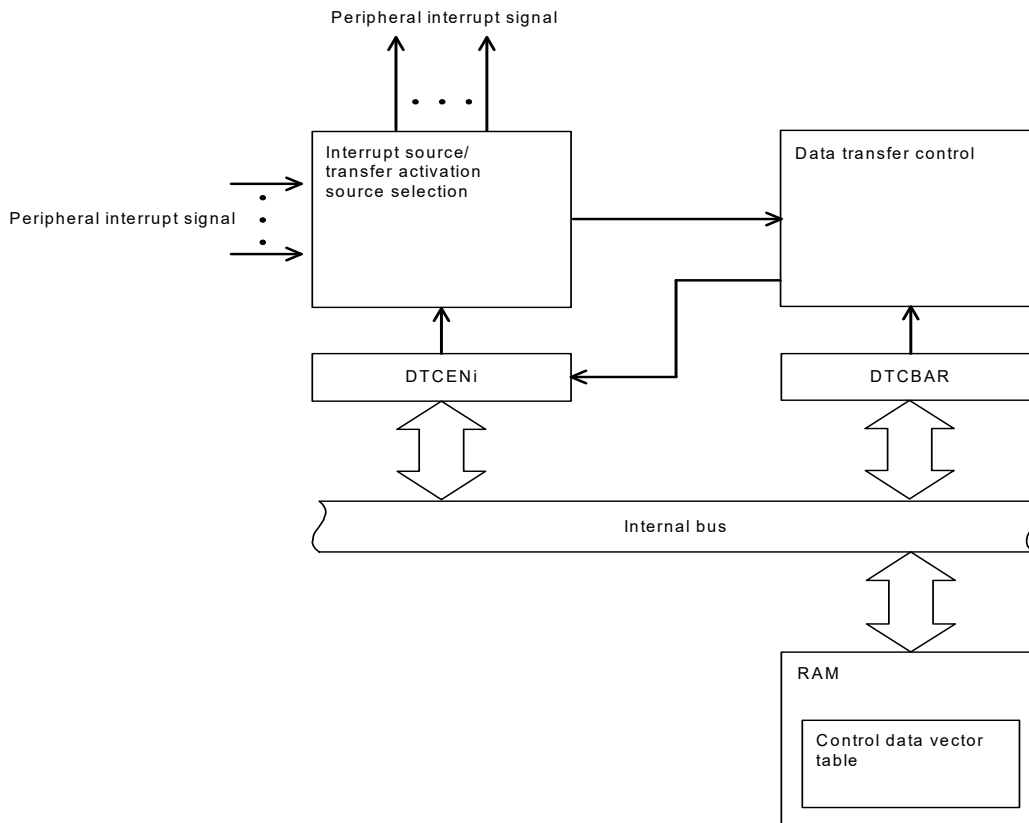 Peripheral interrupt signal
Interrupt source/
transfer activation
source selection
Data transfer control
Peripheral interrupt signal
DTCENi
DTCBAR
Internal bus
RAM
Control data vector
table